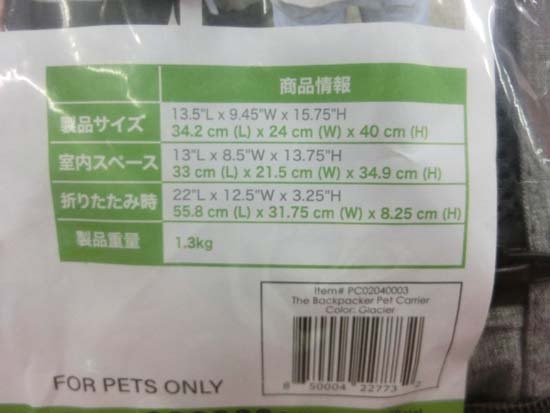 商品情報
製品サイズ
13.5"L x 9.45"W x 15.75"H
34.2 cm (L) x 24 cm (W) x 40 cm (H)
室内スペース
13"L x 8.5"W x 13.75"H
33 cm (L) x 21.5 cm (W) x 34.9 cm (H)
折りたたみ時
22"L x 12.5"W x 3.25"H
55.8 cm (L) x 31.75 cm (W) x 8.25 cm (H)
製品重量
1.3kg
Item# PC02040003
The Backpacker Pet Carrier
Color: Glacier
8 50004 22773 2
FOR PETS ONLY